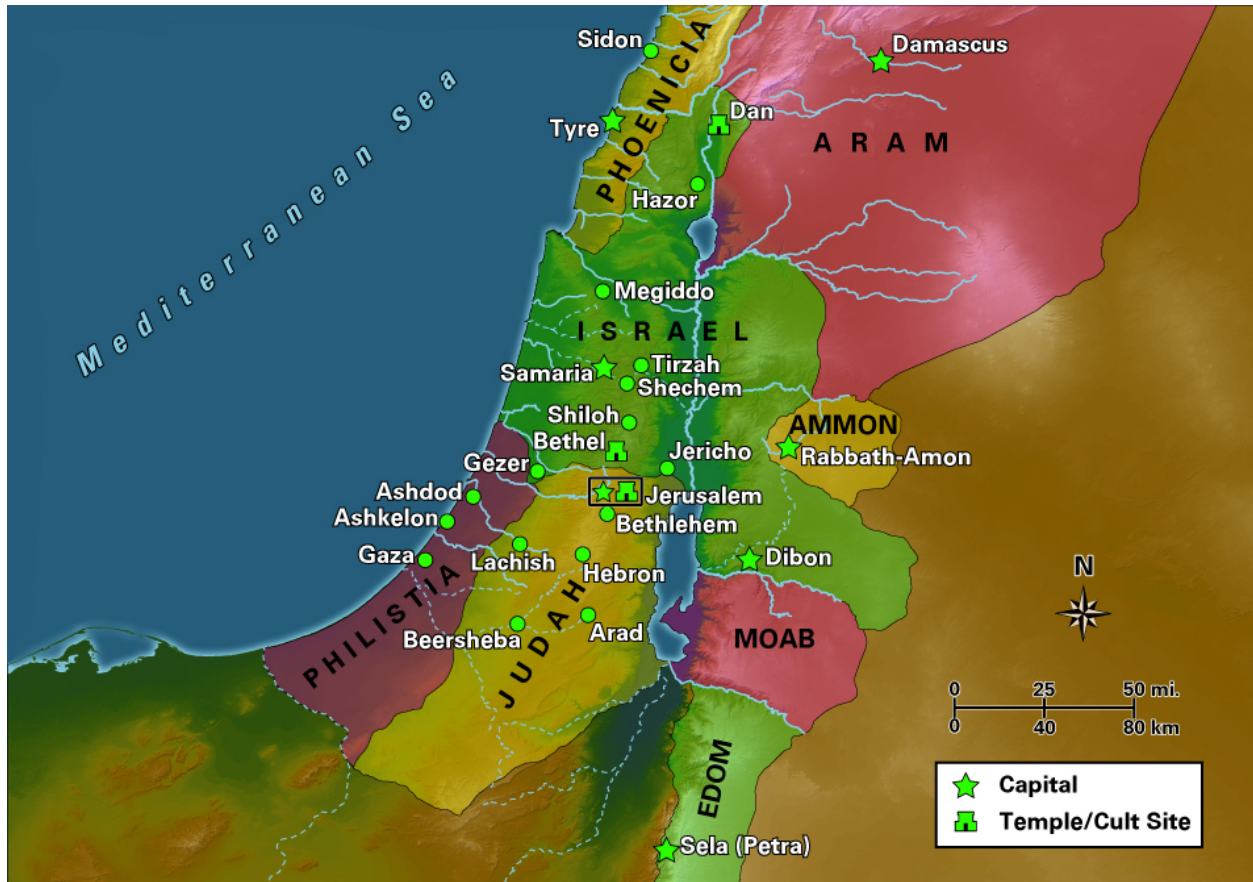 Sidon
Damascus
PHOENICIA
Dan
Tyre
ARAM
Hazor
Mediterranean Sea
Megiddo
ISRAEL
Tirzah
Samaria
Shechem
Shiloh
AMMON
Bethel
Jericho
Rabbath-Amon
Gezer
Ashdod
Jerusalem
Ashkelon
Bethlehem
Gaza
Lachish
Hebron
Dibon
PHILISTIA
JUDAH
Beersheba
Arad
MOAB
N
0 25 50 mi.
0 40 80 km
EDOM
Capital
Temple/Cult Site
Sela (Petra)